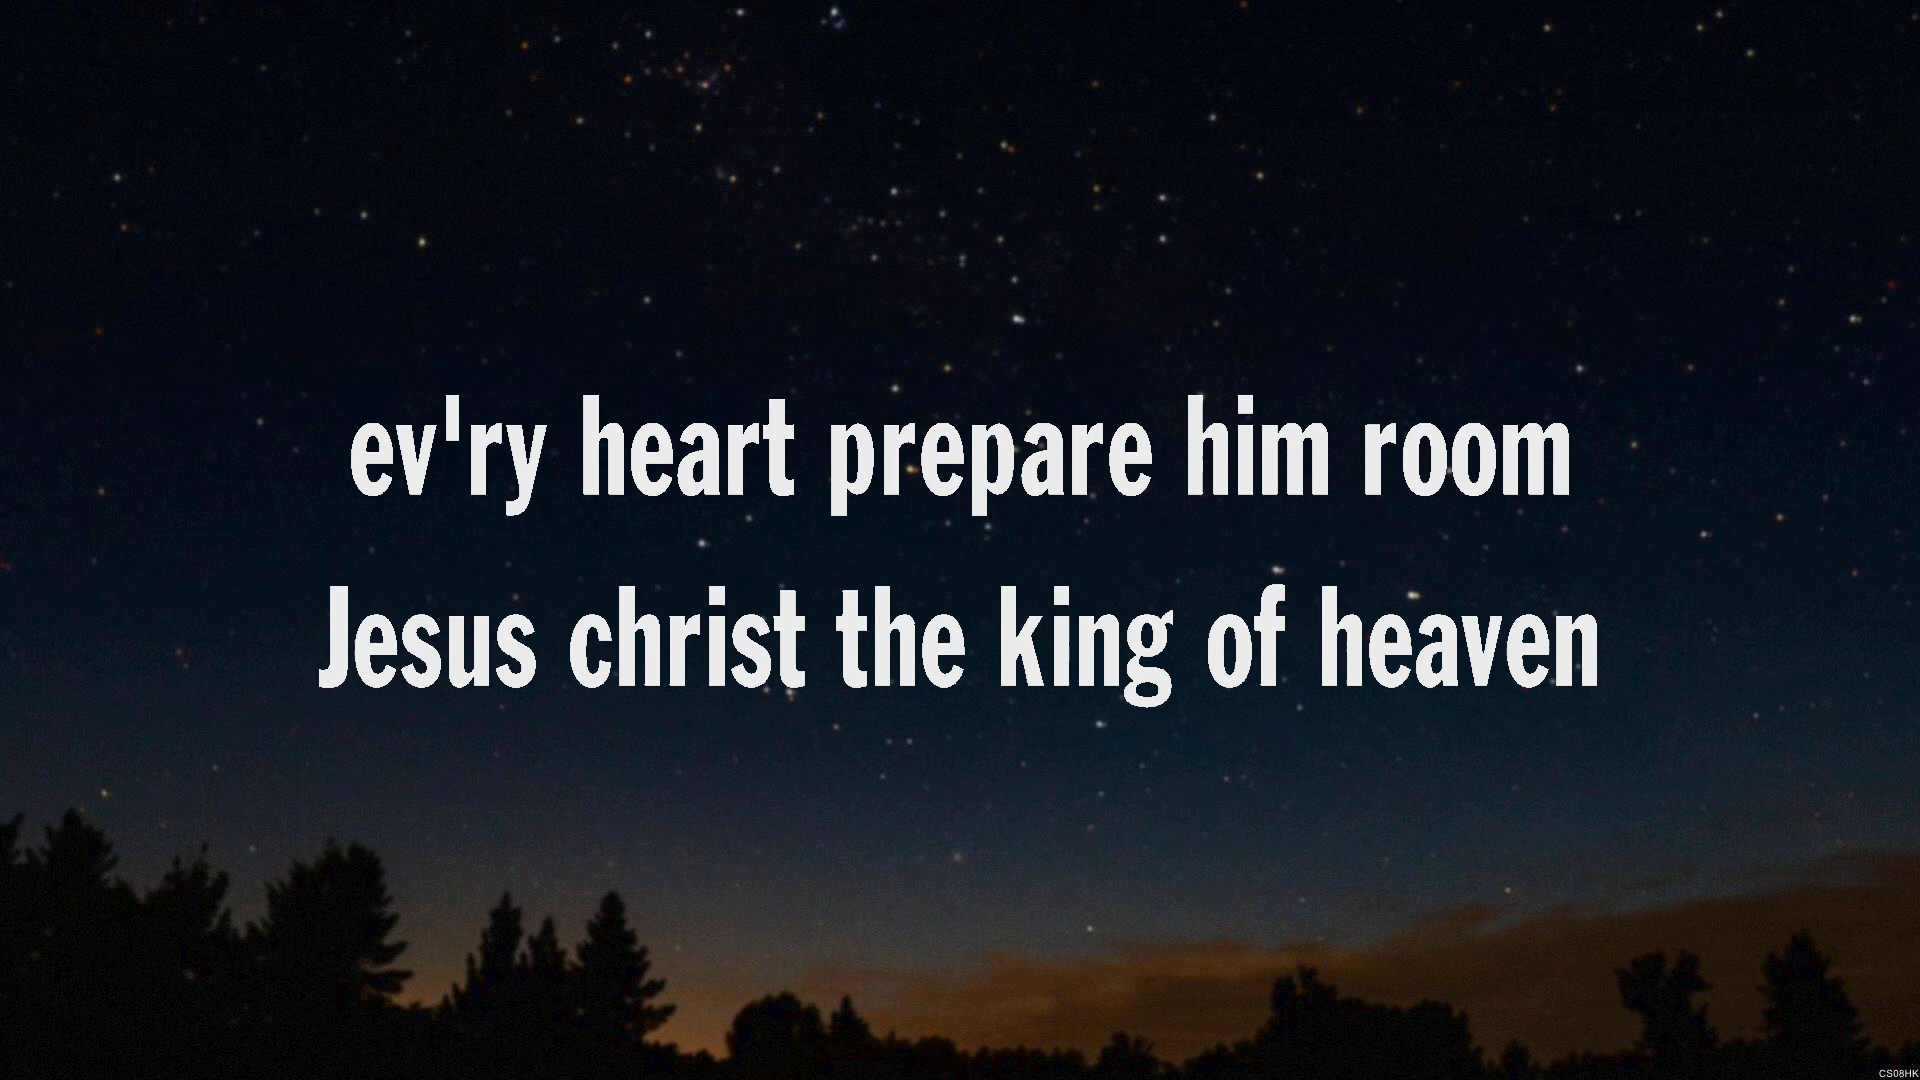 ev'ry heart prepare him room
Jesus christ the king of heaven
CS08HK